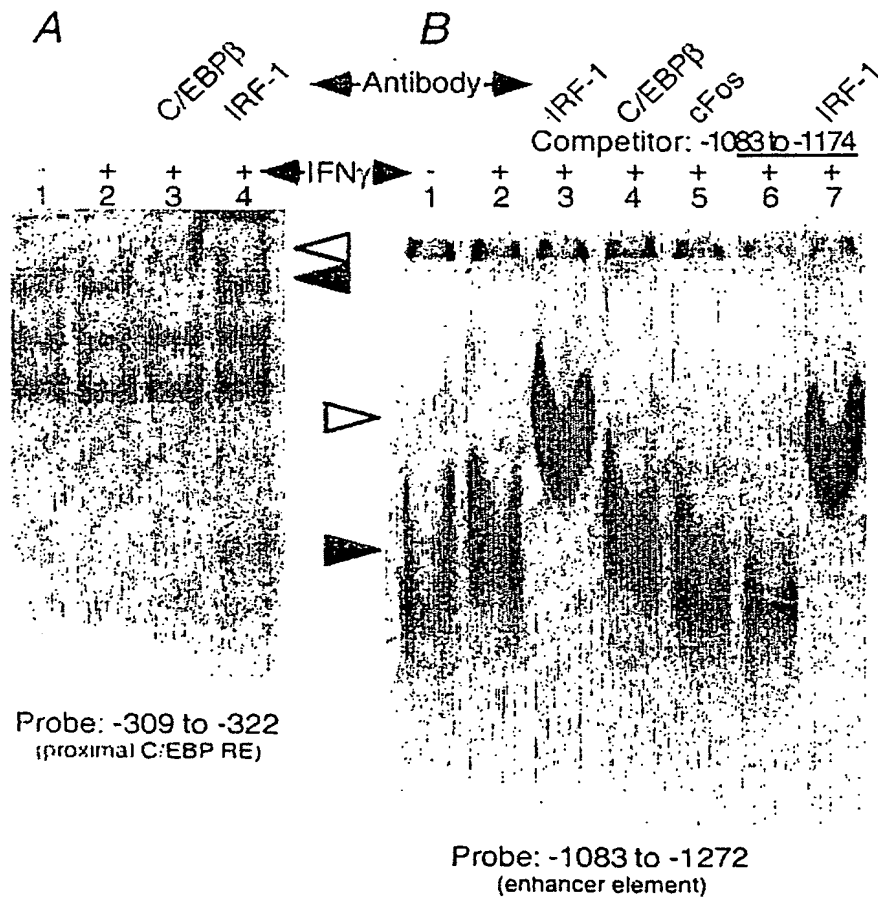 A B
C/EBPβ IRF-1 Antibody IRF-1 C/EBPβ cFos IRF-1
Competitor: -1083 to -1174
- + + + IFNγ - + + + + + +
1 2 3 4 1 2 3 4 5 6 7
Probe: -309 to -322
(proximal C/EBP RE)
Probe: -1083 to -1272
(enhancer element)